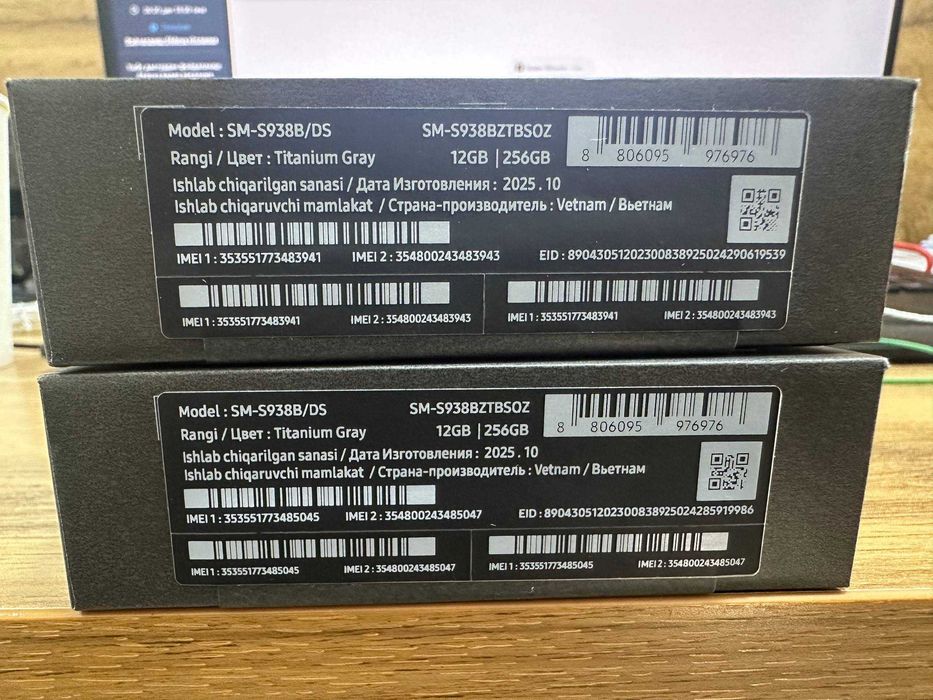 Model : SM-S938B/DS SM-S938BZTBSOZ
Rangi / Цвет : Titanium Gray 12GB | 256GB
8 806095 976976
Ishlab chiqarilgan sanasi / Дата Изготовления : 2025 . 10
Ishlab chiqaruvchi mamlakat / Страна-производитель : Vetnam / Вьетнам
IMEI 1 : 353551773483941 IMEI 2 : 354800243483943 EID : 89043051202300838925024290619539
IMEI 1 : 353551773483941 IMEI 2 : 354800243483943 IMEI 1 : 353551773483941 IMEI 2 : 354800243483943
Model : SM-S938B/DS SM-S938BZTBSOZ
Rangi / Цвет : Titanium Gray 12GB | 256GB
8 806095 976976
Ishlab chiqarilgan sanasi / Дата Изготовления : 2025 . 10
Ishlab chiqaruvchi mamlakat / Страна-производитель : Vetnam / Вьетнам
IMEI 1 : 353551773485045 IMEI 2 : 354800243485047 EID : 89043051202300838925024285919986
IMEI 1 : 353551773485045 IMEI 2 : 354800243485047 IMEI 1 : 353551773485045 IMEI 2 : 354800243485047